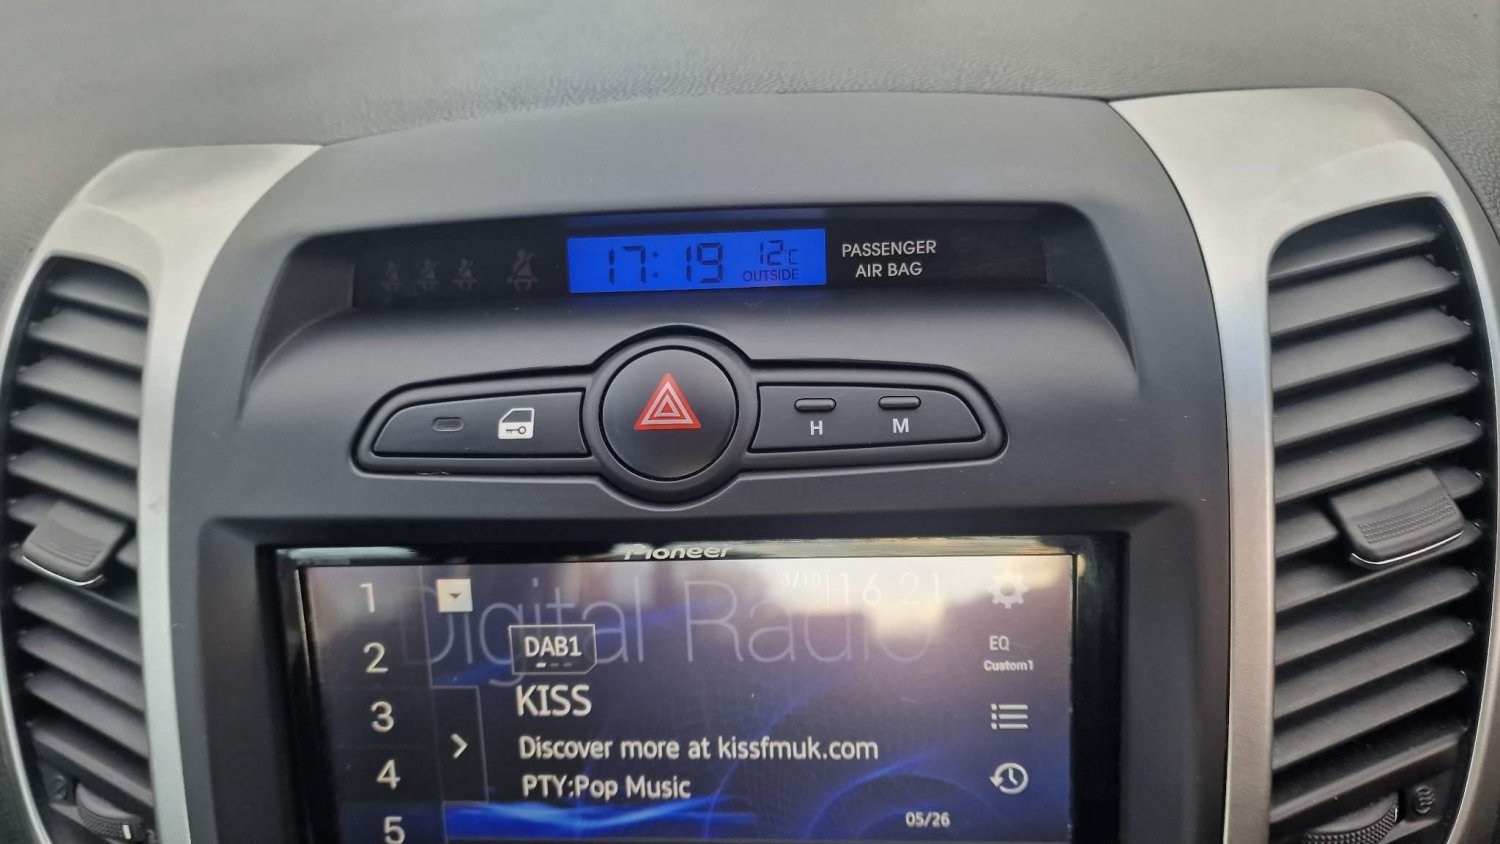 17:19 12°C
OUTSIDE
PASSENGER
AIR BAG
H M
Pioneer
1
2
3
4
5
Digital Radio
3/10 16 21
DAB1
KISS
Discover more at kissfmuk.com
PTY:Pop Music
05/26
EQ
Custom1